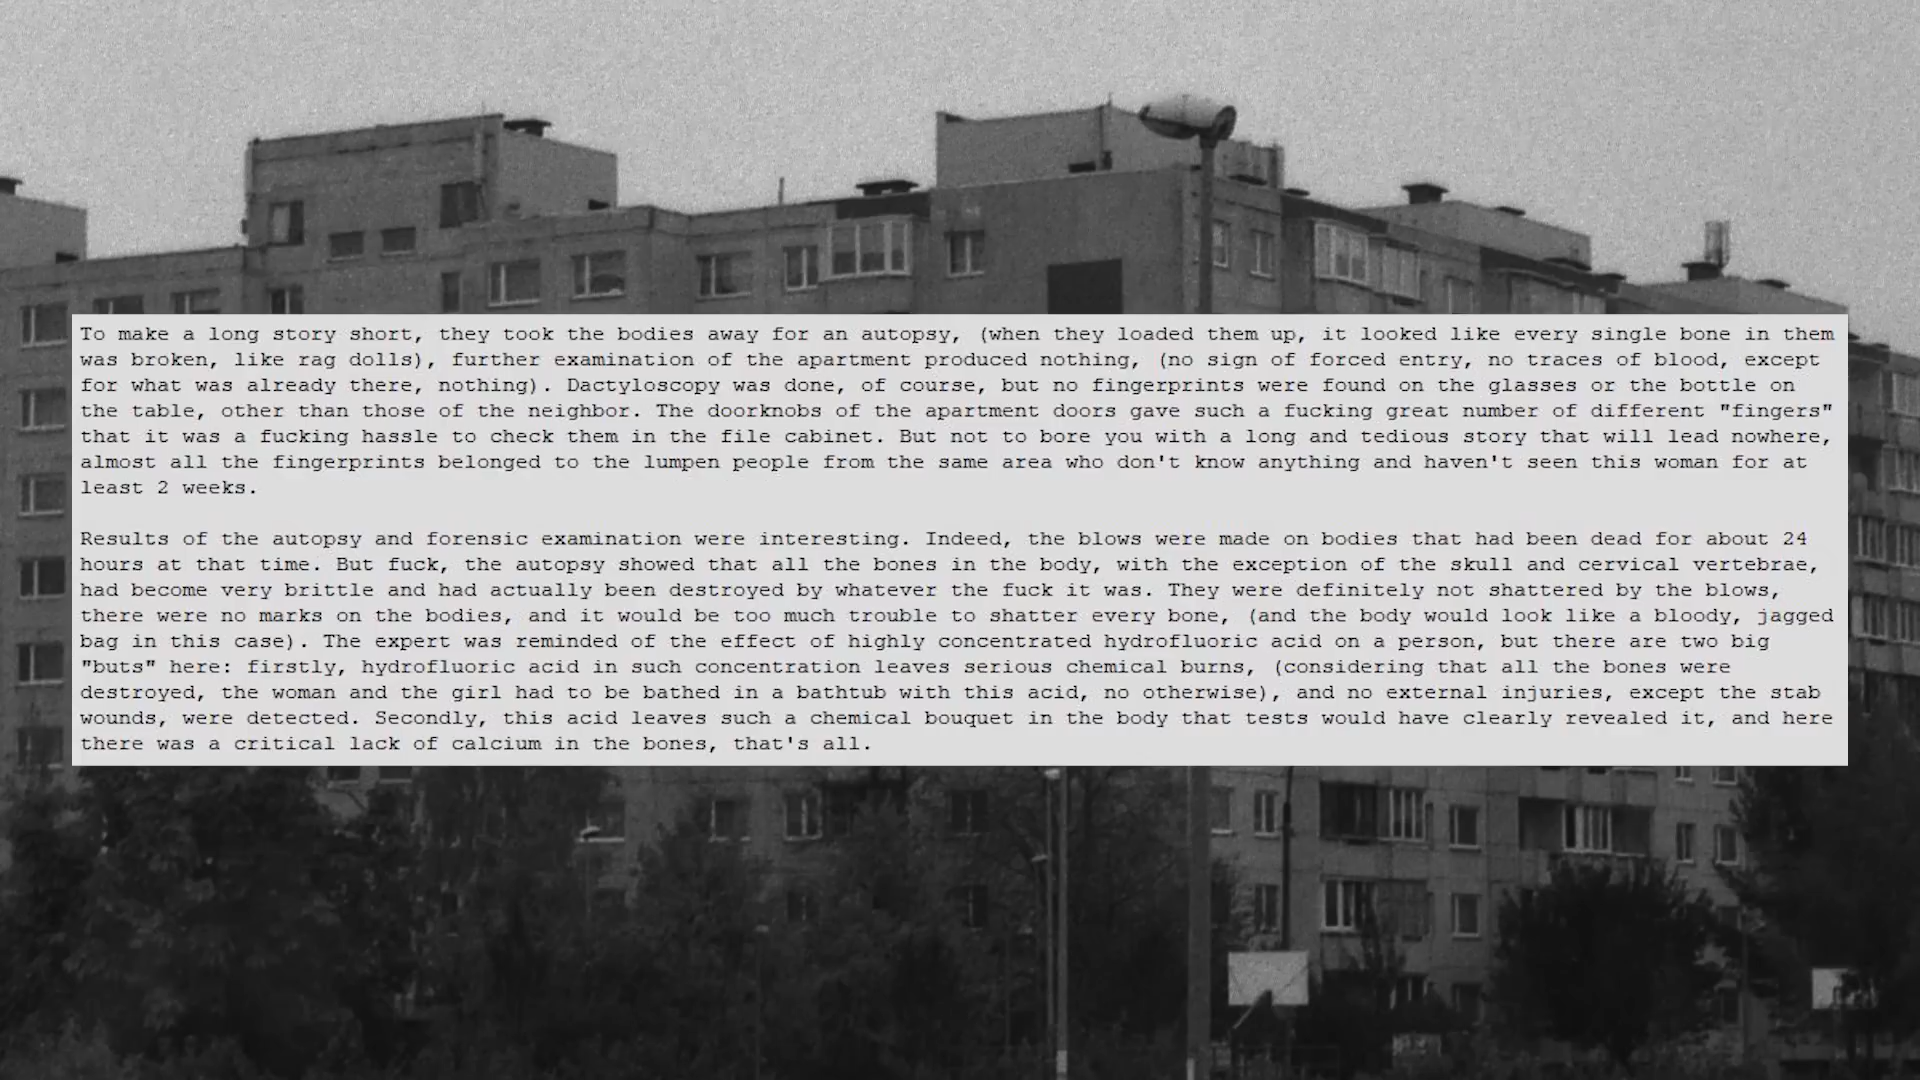 To make a long story short, they took the bodies away for an autopsy, (when they loaded them up, it looked like every single bone in them
was broken, like rag dolls), further examination of the apartment produced nothing, (no sign of forced entry, no traces of blood, except
for what was already there, nothing). Dactyloscopy was done, of course, but no fingerprints were found on the glasses or the bottle on
the table, other than those of the neighbor. The doorknobs of the apartment doors gave such a fucking great number of different "fingers"
that it was a fucking hassle to check them in the file cabinet. But not to bore you with a long and tedious story that will lead nowhere,
almost all the fingerprints belonged to the lumpen people from the same area who don't know anything and haven't seen this woman for at
least 2 weeks.
Results of the autopsy and forensic examination were interesting. Indeed, the blows were made on bodies that had been dead for about 24
hours at that time. But fuck, the autopsy showed that all the bones in the body, with the exception of the skull and cervical vertebrae,
had become very brittle and had actually been destroyed by whatever the fuck it was. They were definitely not shattered by the blows,
there were no marks on the bodies, and it would be too much trouble to shatter every bone, (and the body would look like a bloody, jagged
bag in this case). The expert was reminded of the effect of highly concentrated hydrofluoric acid on a person, but there are two big
"buts" here: firstly, hydrofluoric acid in such concentration leaves serious chemical burns, (considering that all the bones were
destroyed, the woman and the girl had to be bathed in a bathtub with this acid, no otherwise), and no external injuries, except the stab
wounds, were detected. Secondly, this acid leaves such a chemical bouquet in the body that tests would have clearly revealed it, and here
there was a critical lack of calcium in the bones, that's all.